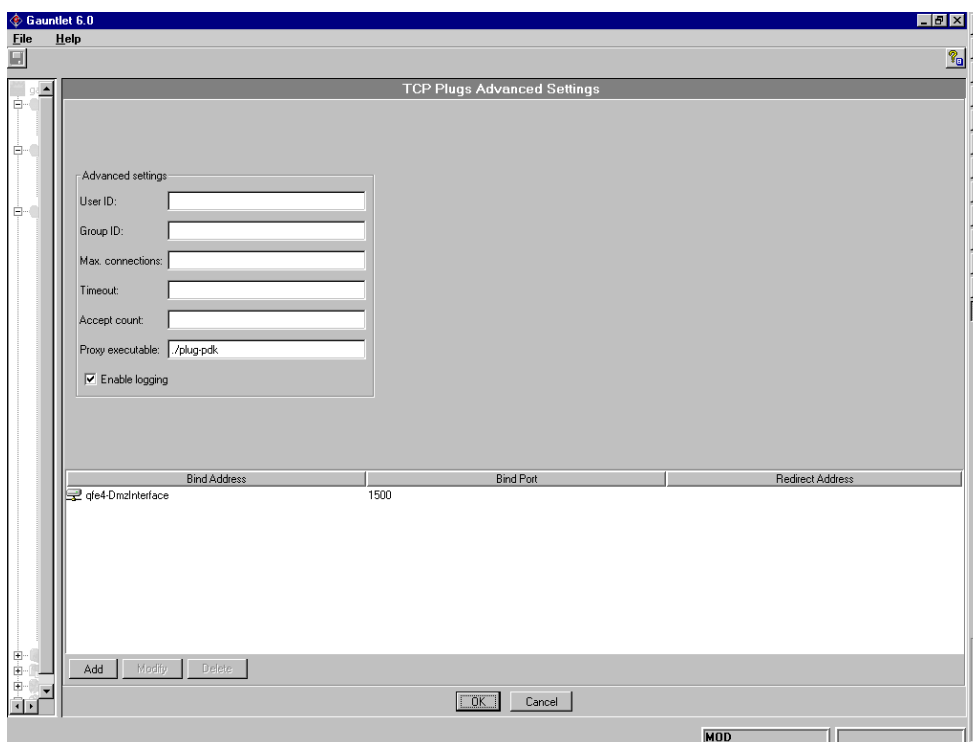 Gauntlet 6.0
File Help
TCP Plugs Advanced Settings
Advanced settings
User ID:
Group ID:
Max. connections:
Timeout:
Accept count:
Proxy executable: ./plug-pdk
Enable logging
Bind Address Bind Port Redirect Address
qfe4-DmzInterface 1500
Add Modify Delete
OK Cancel
MOD